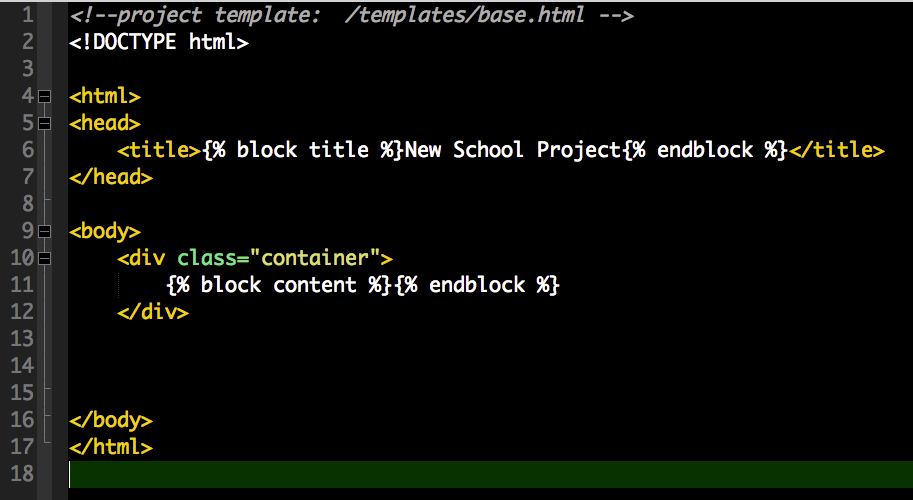 1 <!--project template:  /templates/base.html -->
2 <!DOCTYPE html>
3
4 <html>
5 <head>
6     <title>{% block title %}New School Project{% endblock %}</title>
7 </head>
8
9 <body>
10     <div class="container">
11         {% block content %}{% endblock %}
12     </div>
13
14
15
16 </body>
17 </html>
18